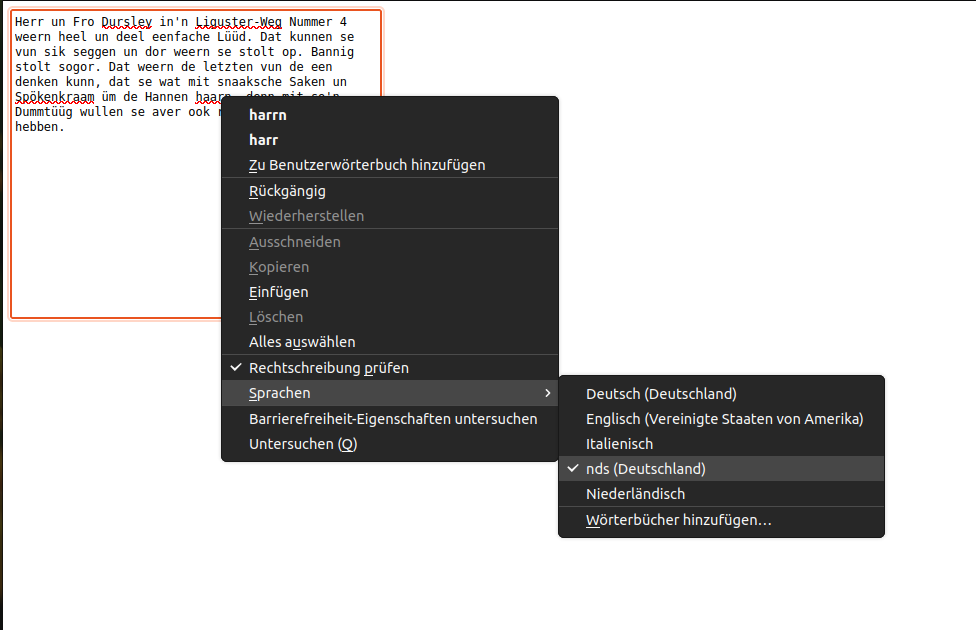 Herr un Fro Dursley in'n Liguster-Weg Nummer 4
weern heel un deel eenfache Lüüd. Dat kunnen se
vun sik seggen un dor weern se stolt op. Bannig
stolt sogor. Dat weern de letzten vun de een
denken kunn, dat se wat mit snaaksche Saken un
Spökenkraam üm de Hannen haarn, denn mit so'n
Dummtüüg wullen se aver ook
hebben.
harrn
harr
Zu Benutzerwörterbuch hinzufügen
Rückgängig
Wiederherstellen
Ausschneiden
Kopieren
Einfügen
Löschen
Alles auswählen
Rechtschreibung prüfen
Sprachen
Barrierefreiheit-Eigenschaften untersuchen
Untersuchen (Q)
Deutsch (Deutschland)
Englisch (Vereinigte Staaten von Amerika)
Italienisch
nds (Deutschland)
Niederländisch
Wörterbücher hinzufügen…